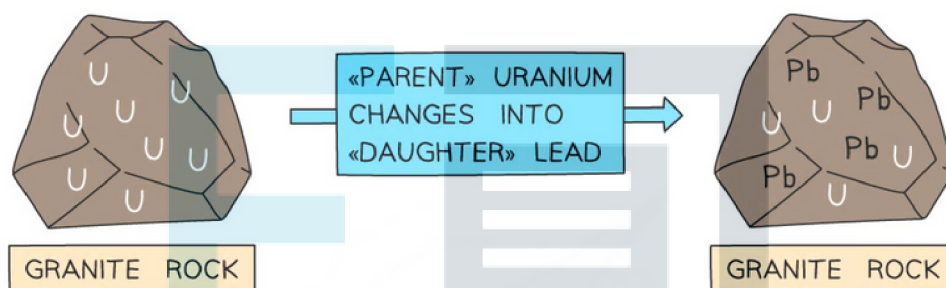 U
U
U
U
U
U
U
U
GRANITE ROCK
«PARENT» URANIUM
CHANGES INTO
«DAUGHTER» LEAD
Pb
Pb
U
U
Pb
U
Pb
U
GRANITE ROCK